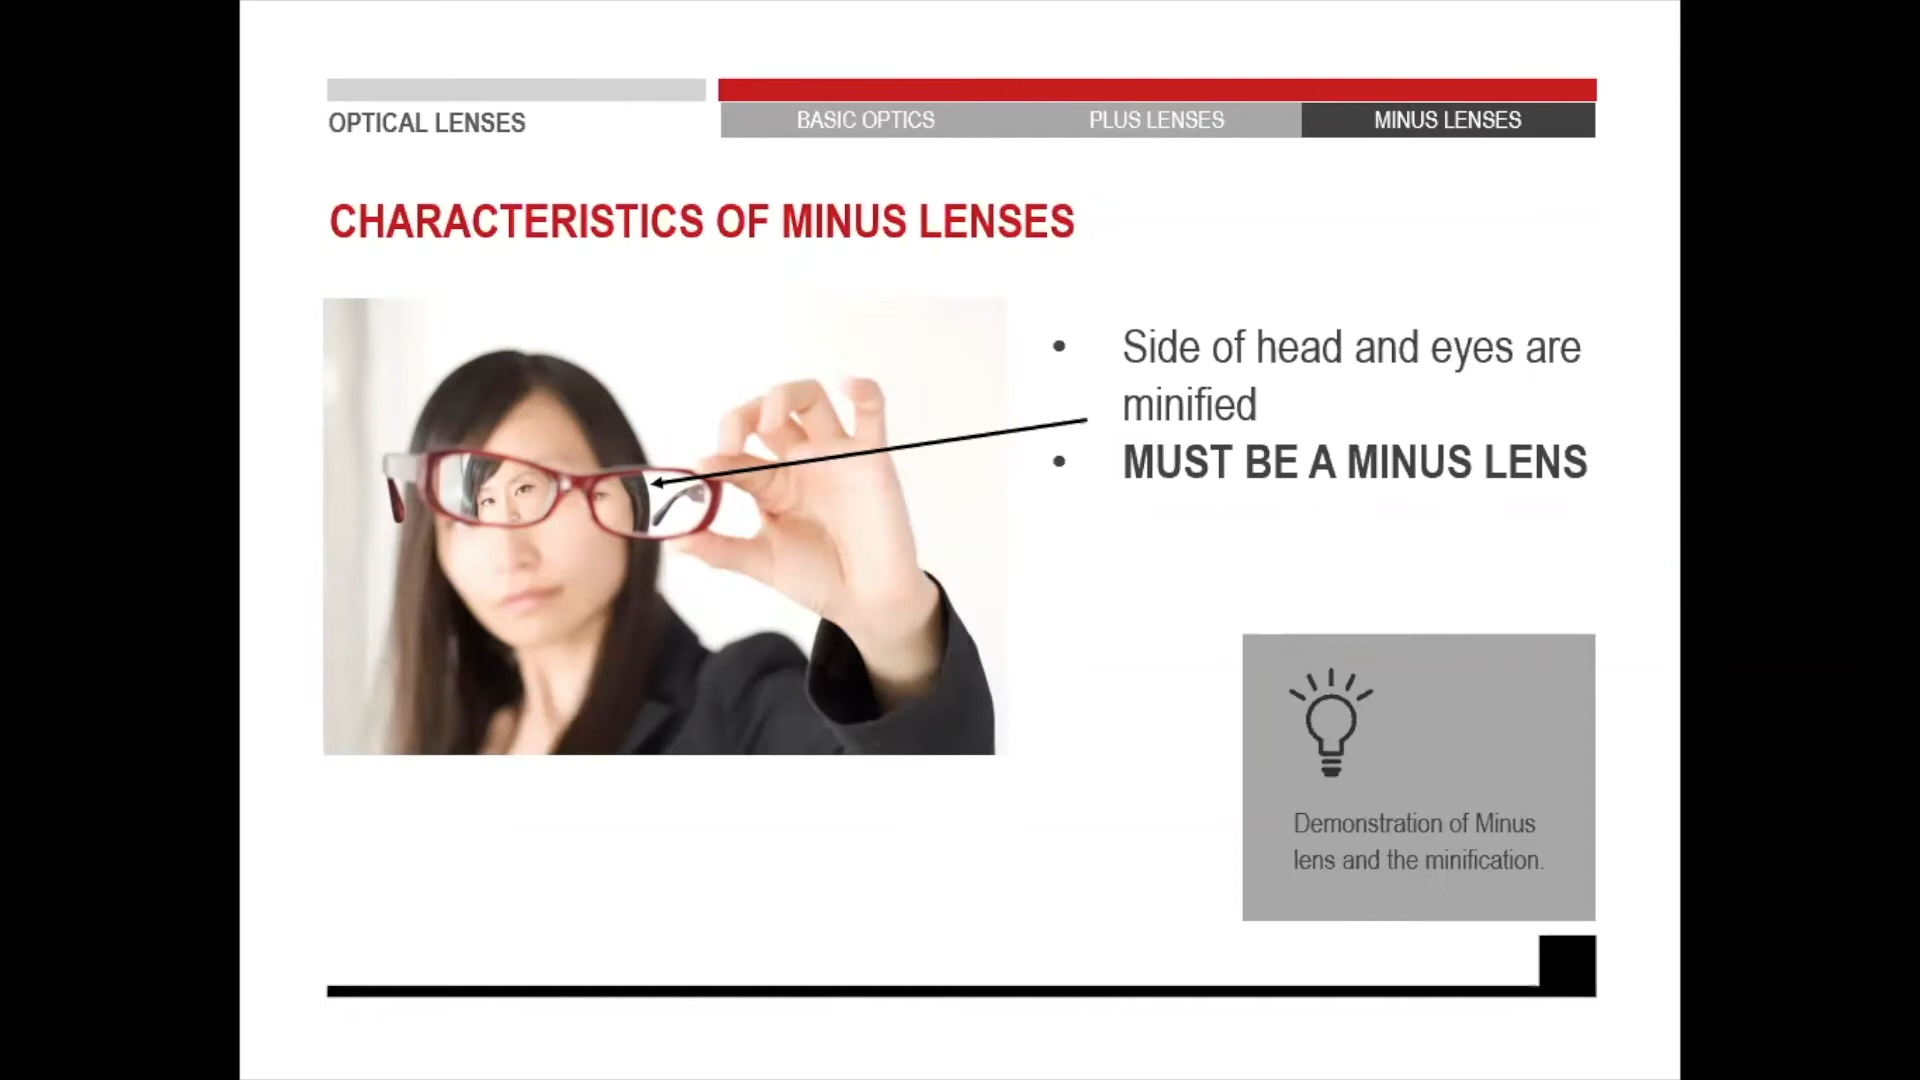 OPTICAL LENSES
BASIC OPTICS
PLUS LENSES
MINUS LENSES
CHARACTERISTICS OF MINUS LENSES
• Side of head and eyes are
minified
• MUST BE A MINUS LENS
Demonstration of Minus
lens and the minification.